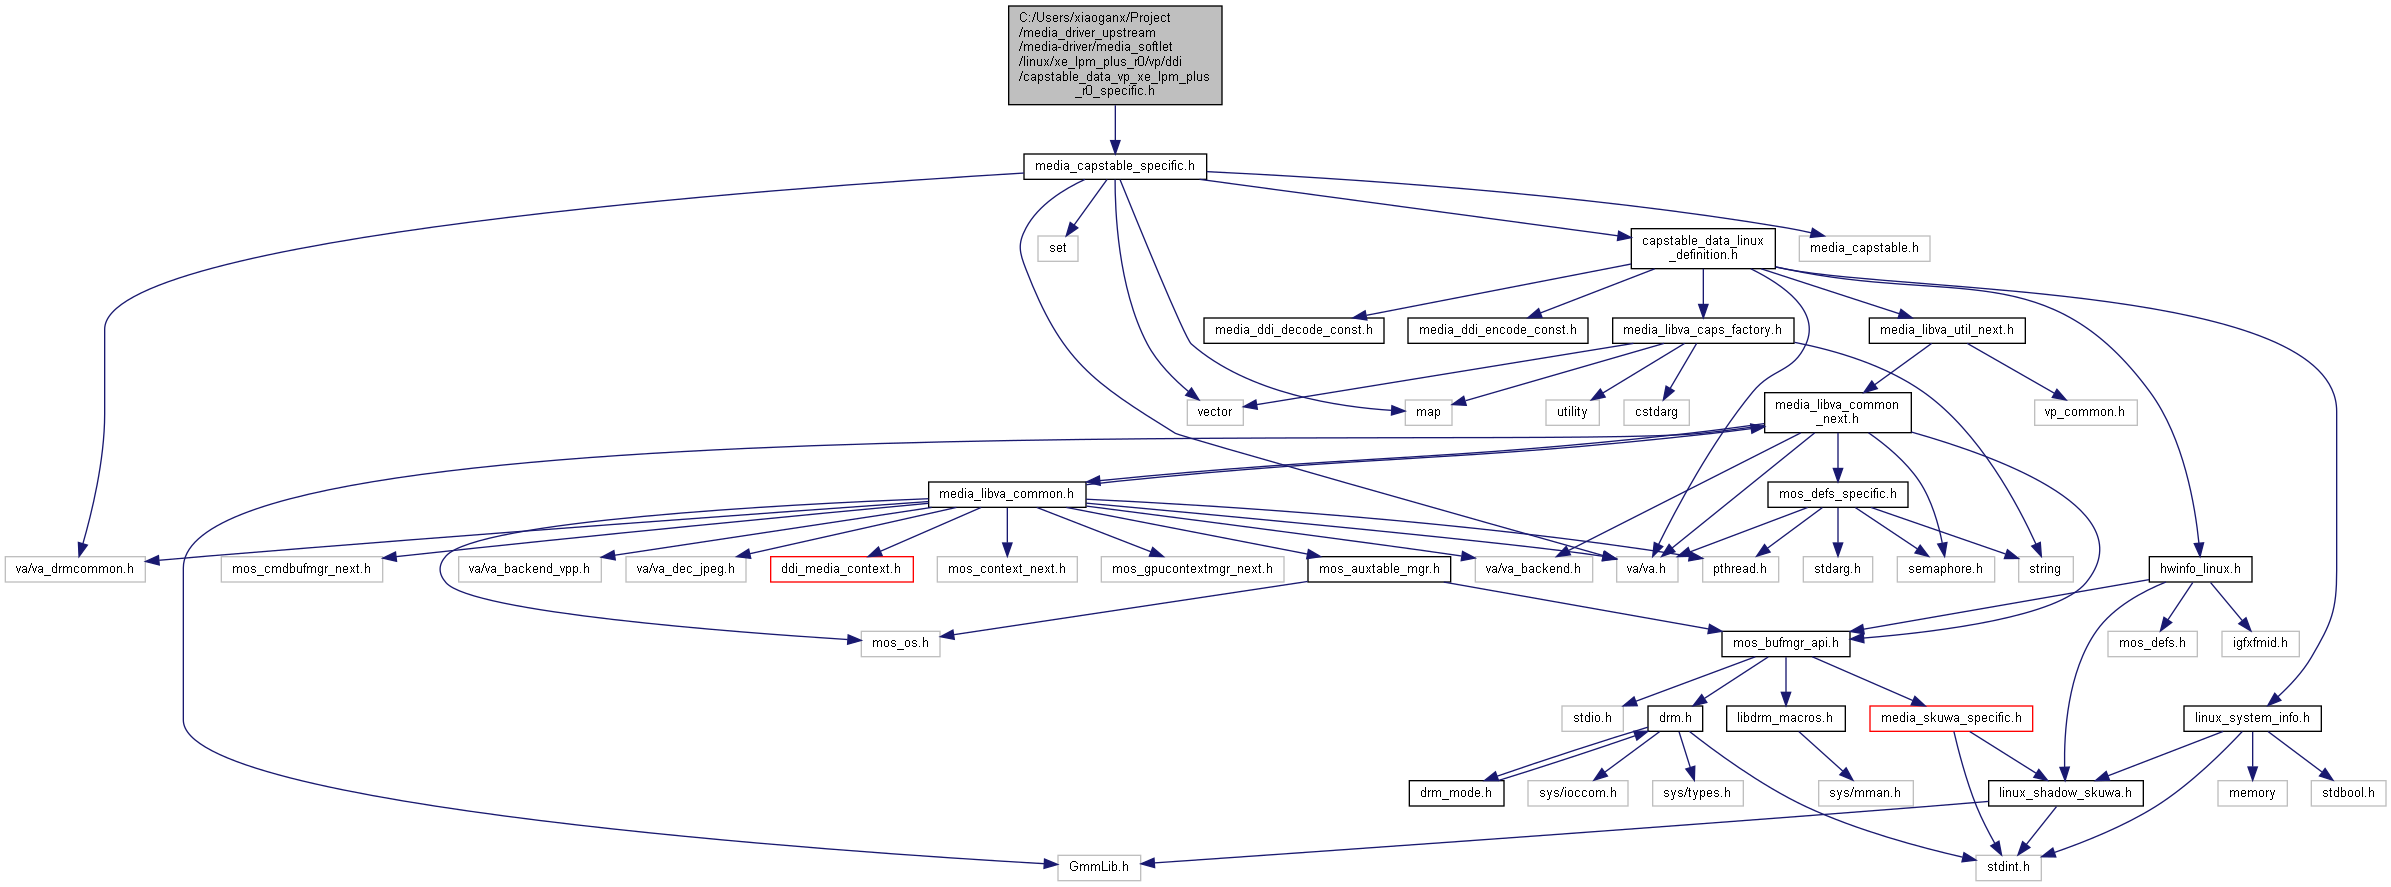 C:/Users/xiaoganx/Project
/media_driver_upstream
/media-driver/media_softlet
/linux/xe_lpm_plus_r0/vp/ddi
/capstable_data_vp_xe_lpm_plus
_r0_specific.h
media_capstable_specific.h
set
capstable_data_linux
_definition.h
media_capstable.h
media_ddi_decode_const.h
media_ddi_encode_const.h
media_libva_caps_factory.h
media_libva_util_next.h
vector
map
utility
cstdarg
media_libva_common
_next.h
vp_common.h
media_libva_common.h
mos_defs_specific.h
va/va_drmcommon.h
mos_cmdbufmgr_next.h
va/va_backend_vpp.h
va/va_dec_jpeg.h
ddi_media_context.h
mos_context_next.h
mos_gpucontextmgr_next.h
mos_auxtable_mgr.h
va/va_backend.h
va/va.h
pthread.h
stdarg.h
semaphore.h
string
hwinfo_linux.h
mos_os.h
mos_bufmgr_api.h
mos_defs.h
igfxfmid.h
stdio.h
drm.h
libdrm_macros.h
media_skuwa_specific.h
linux_system_info.h
drm_mode.h
sys/ioccom.h
sys/types.h
sys/mman.h
linux_shadow_skuwa.h
memory
stdbool.h
GmmLib.h
stdint.h